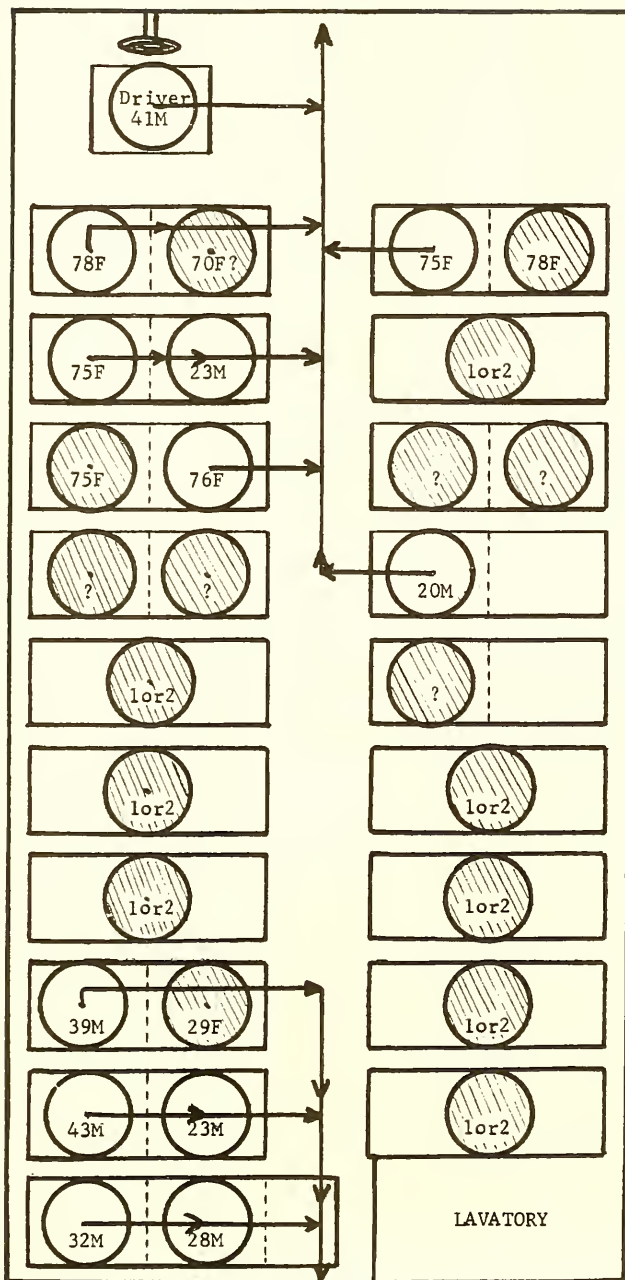 Driver
41M
78F 70F? 75F 78F
75F 23M 1or2
75F 76F ? ?
? ? 20M
1or2 ?
1or2 1or2
1or2 1or2
39M 29F 1or2
43M 23M 1or2
32M 28M LAVATORY